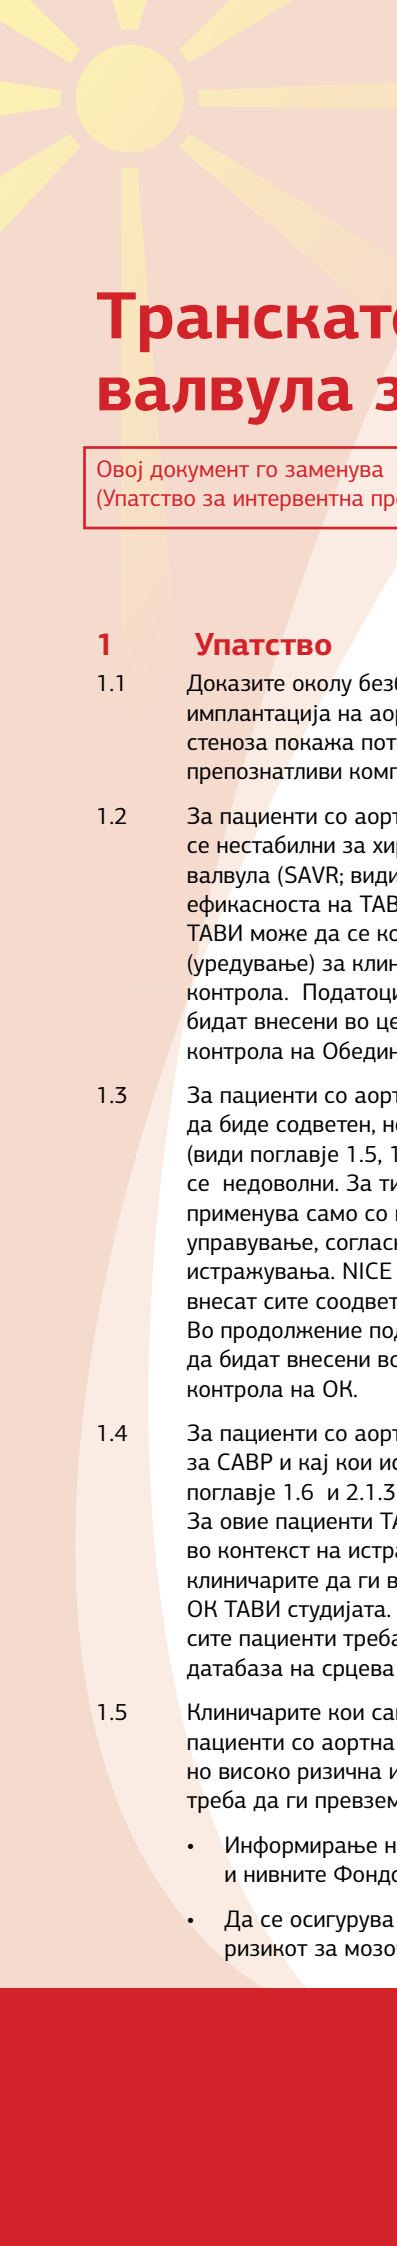 Транскат
валвула з
Овој документ го заменува
(Упатство за интервентна пр
1 Упатство
1.1 Доказите околу без
имплантација на аор
стеноза покажа пот
препознатливи комп
1.2 За пациенти со аорт
се нестабилни за хир
валвула (SAVR; види
ефикасноста на ТАВ
ТАВИ може да се ко
(уредување) за клин
контрола. Податоци
бидат внесени во це
контрола на Обедин
1.3 За пациенти со аорт
да биде содветен, но
(види поглавје 1.5, 1
се недоволни. За ти
применува само со
управување, соглас
истражувања. NICE
внесат сите соодвет
Во продолжение под
да бидат внесени во
контрола на ОК.
1.4 За пациенти со аорт
за САВР и кај кои ис
поглавје 1.6 и 2.1.3
За овие пациенти ТА
во контекст на истра
клиничарите да ги в
ОК ТАВИ студијата.
сите пациенти треба
датабаза на срцева
1.5 Клиничарите кои са
пациенти со аортна
но високо ризична и
треба да ги превзем
• Информирање н
и нивните Фондо
• Да се осигурува
ризикот за мозо